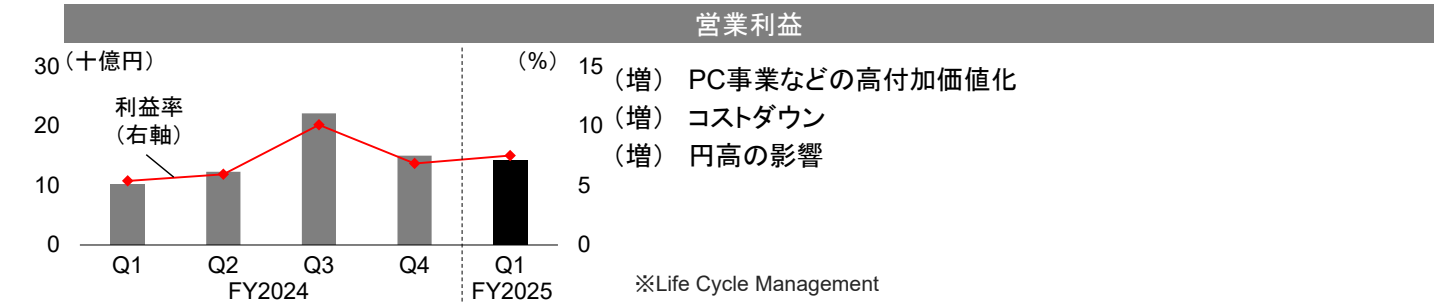 営業利益
30 (十億円) (%) 15
(増) PC事業などの高付加価値化
利益率
(右軸)
20 10
(増) コストダウン
(増) 円高の影響
10 5
0 0
Q1 Q2 Q3 Q4 Q1
FY2024 FY2025
※Life Cycle Management